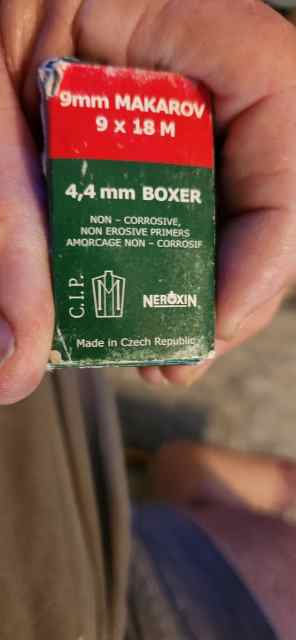 9mm MAKAROV
9 x 18 M
4,4 mm BOXER
NON – CORROSIVE,
NON EROSIVE PRIMERS
AMORCAGE NON – CORROSIF
C.I.P.
NEROXIN
Made in Czech Republic